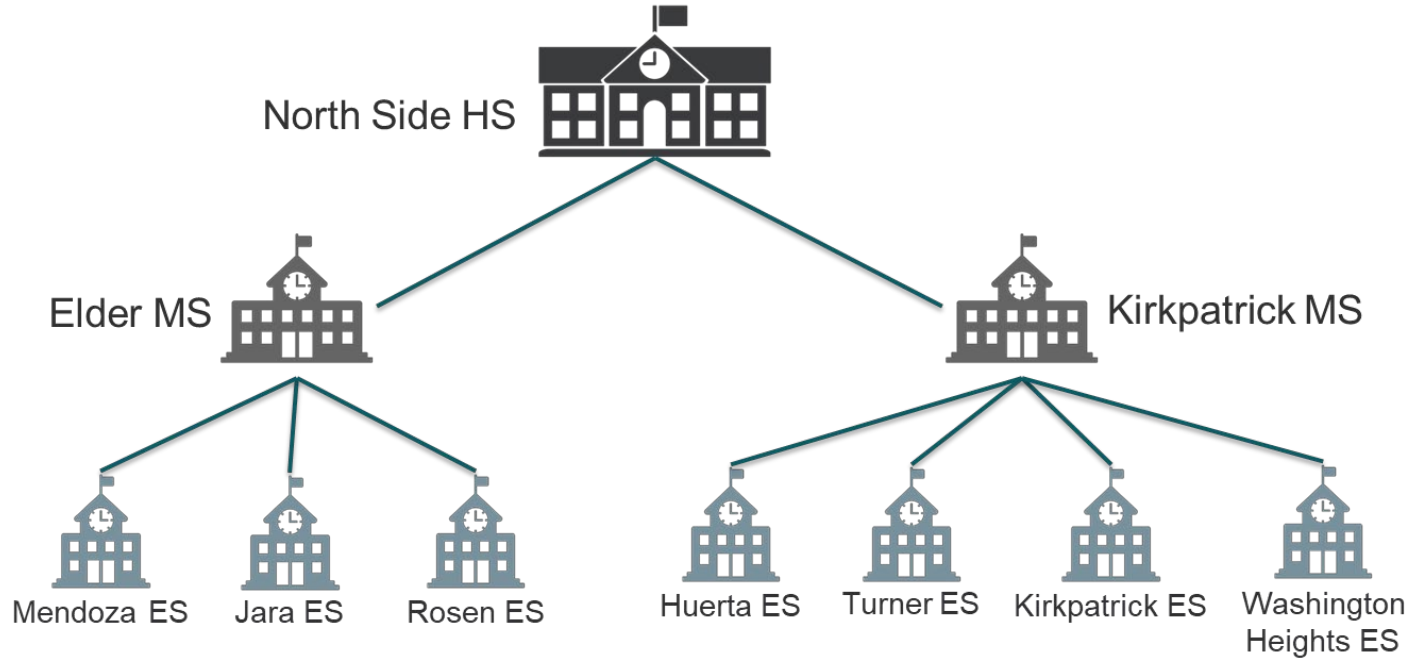 North Side HS
Elder MS
Kirkpatrick MS
Mendoza ES
Jara ES
Rosen ES
Huerta ES
Turner ES
Kirkpatrick ES
Washington
Heights ES